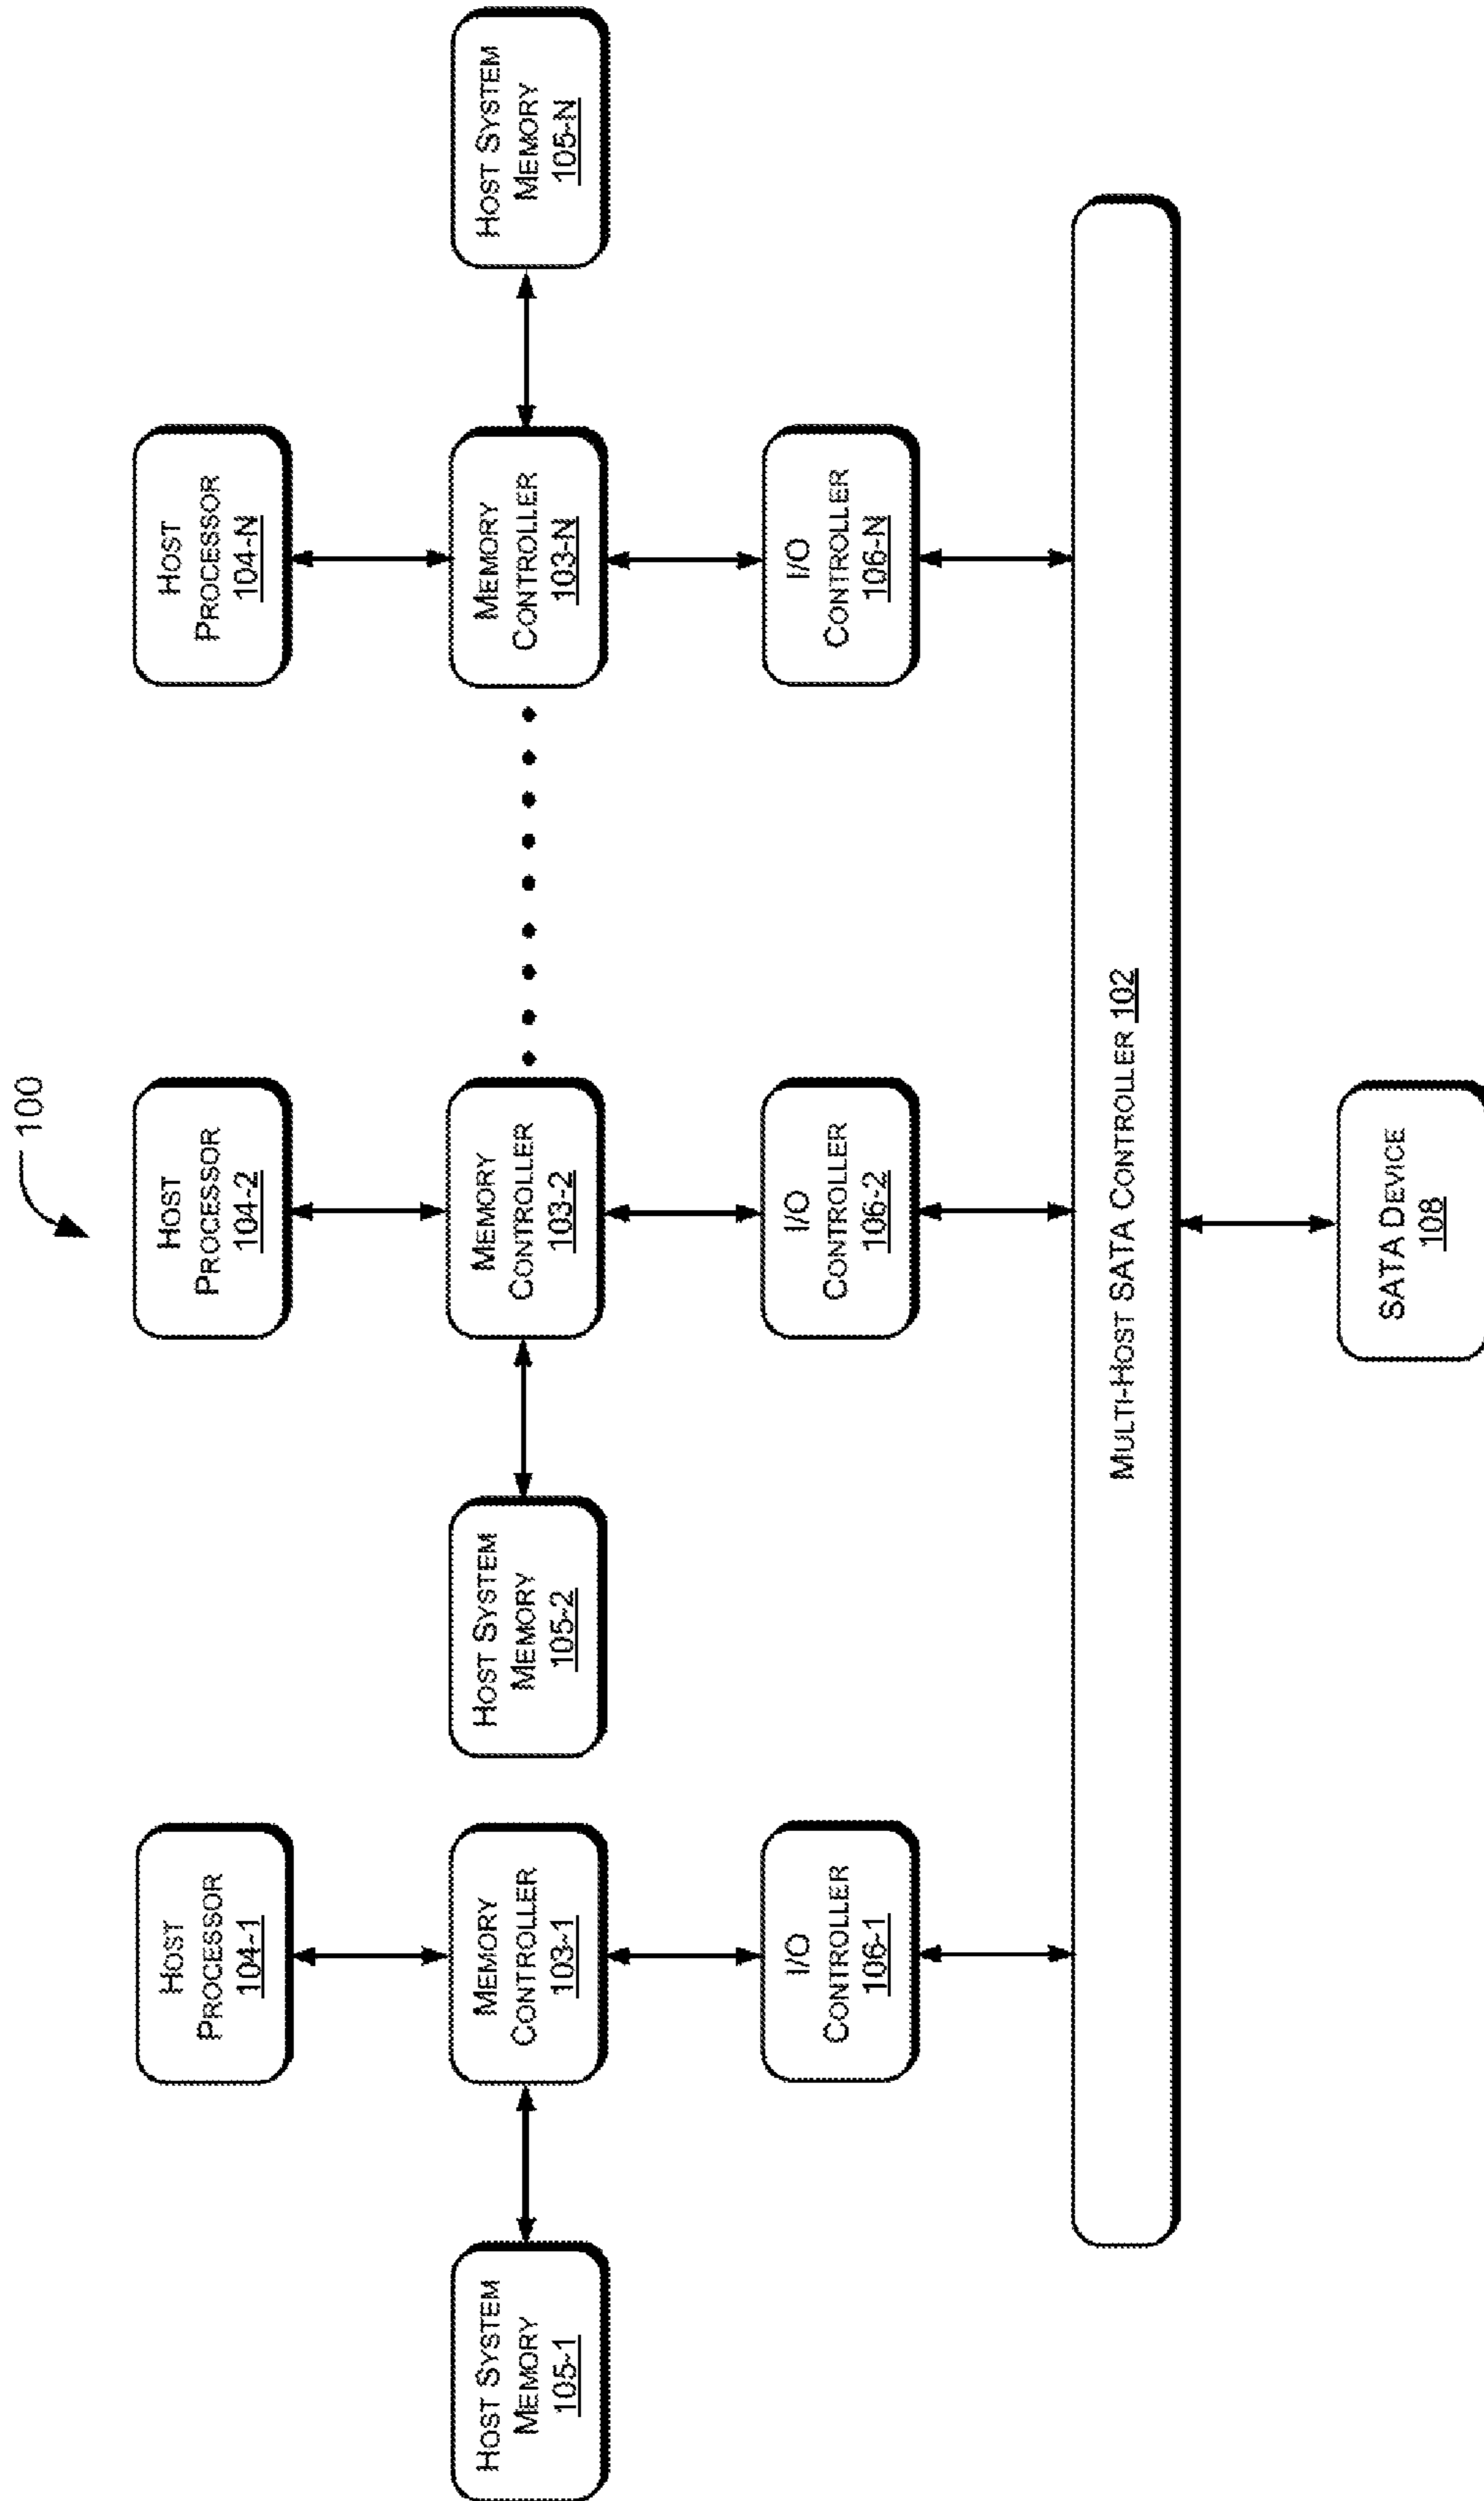 100
HOST
PROCESSOR
104-1
HOST
PROCESSOR
104-2
HOST
PROCESSOR
104-N
HOST SYSTEM
MEMORY
105-1
MEMORY
CONTROLLER
103-1
HOST SYSTEM
MEMORY
105-2
MEMORY
CONTROLLER
103-2
MEMORY
CONTROLLER
103-N
HOST SYSTEM
MEMORY
105-N
I/O
CONTROLLER
106-1
I/O
CONTROLLER
106-2
I/O
CONTROLLER
106-N
MULTI-HOST SATA CONTROLLER 102
SATA DEVICE
108